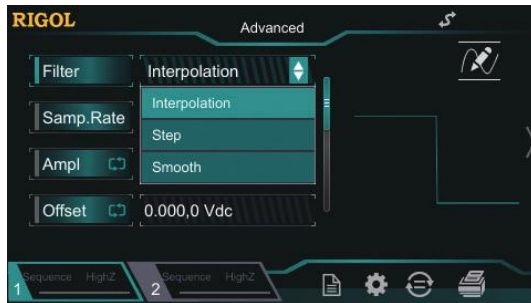 RIGOL
Advanced
Filter
Interpolation
Interpolation
Samp.Rate
Step
Ampl
Smooth
Offset
0.000,0 Vdc
1 Sequence HighZ
2 Sequence HighZ